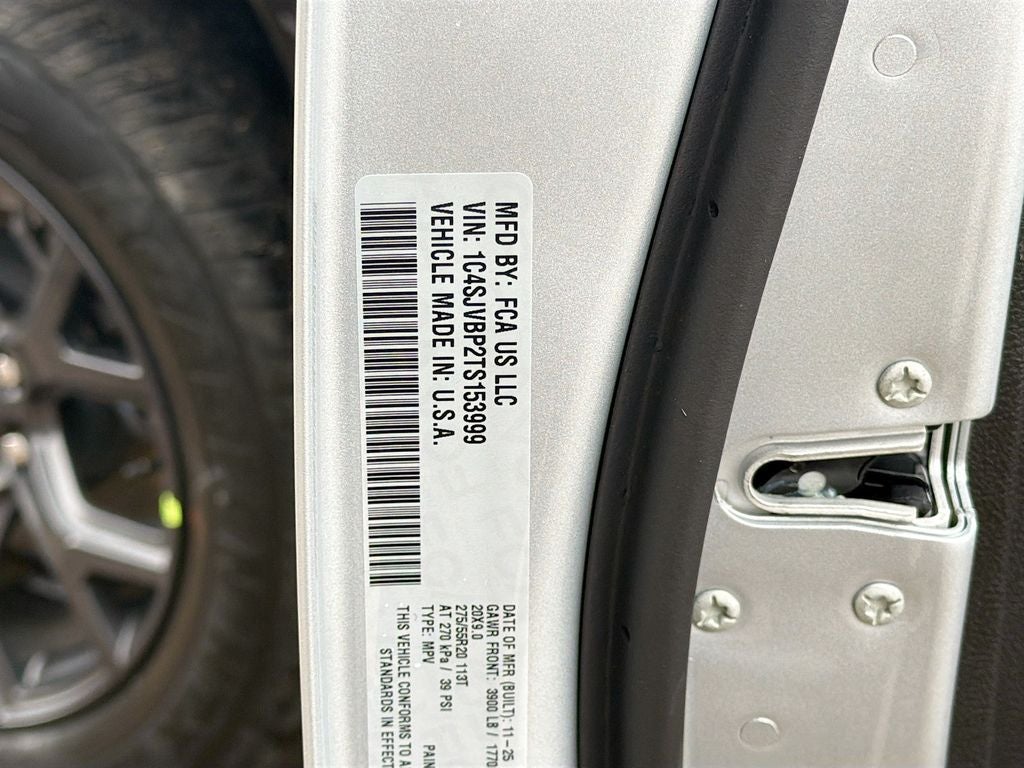 MFD BY: FCA US LLC
VIN: 1C4SJVBP2TS153999
VEHICLE MADE IN: U.S.A.
DATE OF MFR (BUILT): 11-25
GAWR FRONT: 3900 LB / 1770
20X9.0
275/55R20 113T
AT 270 kPa / 39 PSI
TYPE: MPV
THIS VEHICLE CONFORMS TO A
STANDARDS IN EFFECT